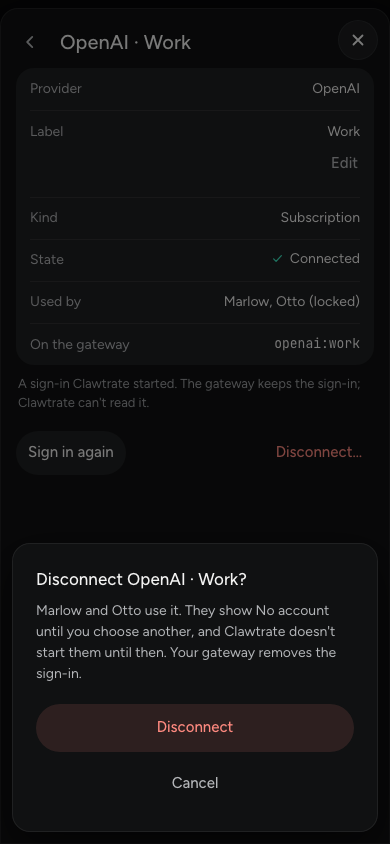 OpenAI · Work
Provider OpenAI
Label Work
Edit
Kind Subscription
State ✓ Connected
Used by Marlow, Otto (locked)
On the gateway openai:work
A sign-in Clawtrate started. The gateway keeps the sign-in;
Clawtrate can't read it.
Sign in again Disconnect…
Disconnect OpenAI · Work?
Marlow and Otto use it. They show No account
until you choose another, and Clawtrate doesn't
start them until then. Your gateway removes the
sign-in.
Disconnect
Cancel